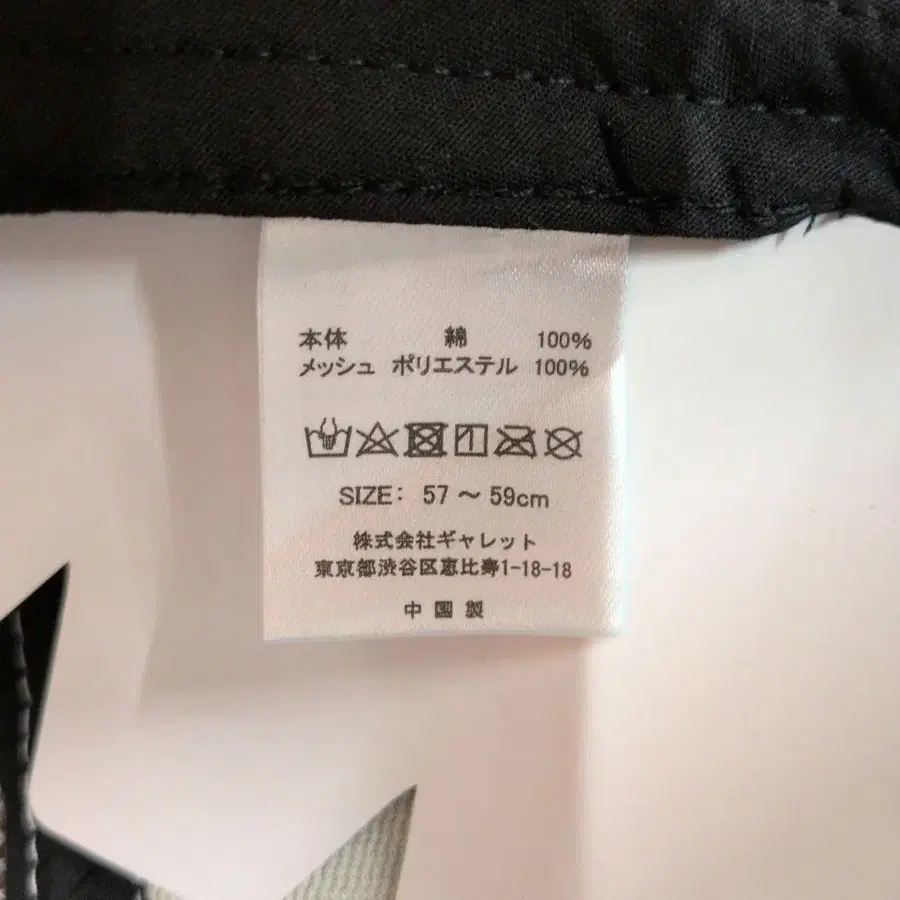 本体 綿 100%
メッシュ ポリエステル 100%
SIZE: 57 ～ 59cm
株式会社ギャレット
東京都渋谷区恵比寿1-18-18
中国製